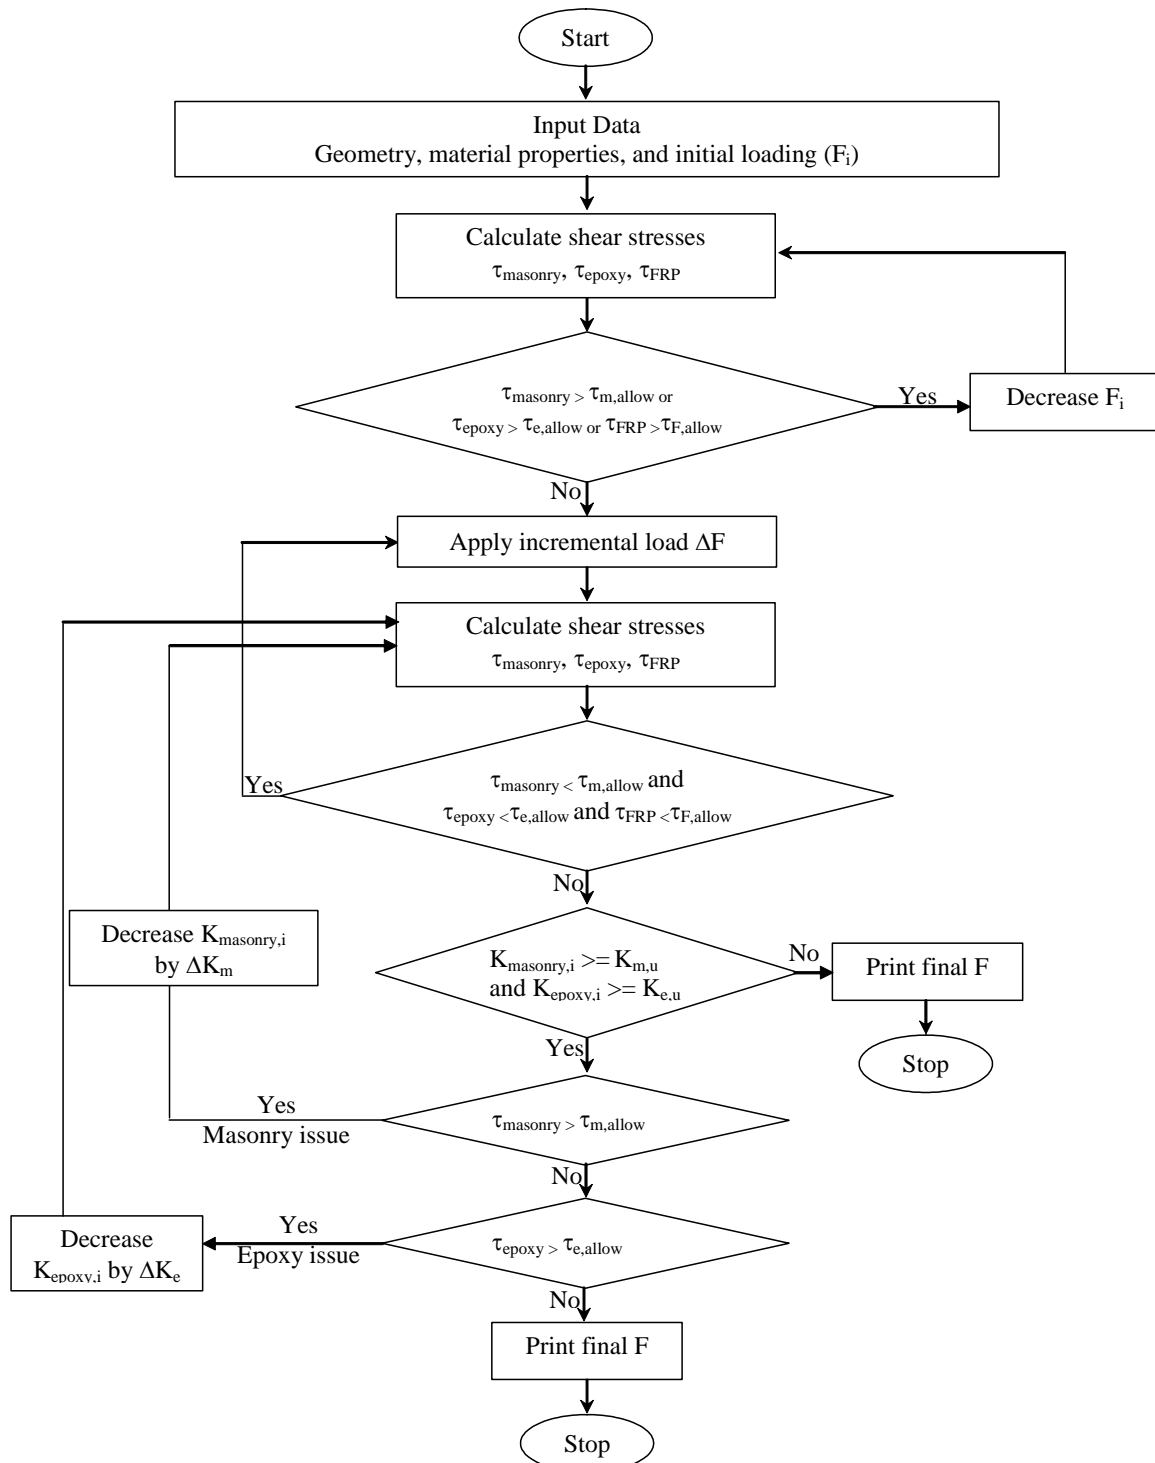 Start
Input Data
Geometry, material properties, and initial loading (Fᵢ)
Calculate shear stresses
τmasonry, τepoxy, τFRP
τmasonry > τm,allow or
τepoxy > τe,allow or τFRP >τF,allow
Yes
Decrease Fᵢ
No
Apply incremental load ΔF
Calculate shear stresses
τmasonry, τepoxy, τFRP
Yes
τmasonry < τm,allow and
τepoxy <τe,allow and τFRP <τF,allow
No
Decrease Kmasonry,i
by ΔKm
Kmasonry,i >= Km,u
and Kepoxy,i >= Ke,u
No
Print final F
Stop
Yes
Yes
Masonry issue
τmasonry > τm,allow
No
Decrease
Kepoxy,i by ΔKe
Yes
Epoxy issue
τepoxy > τe,allow
No
Print final F
Stop